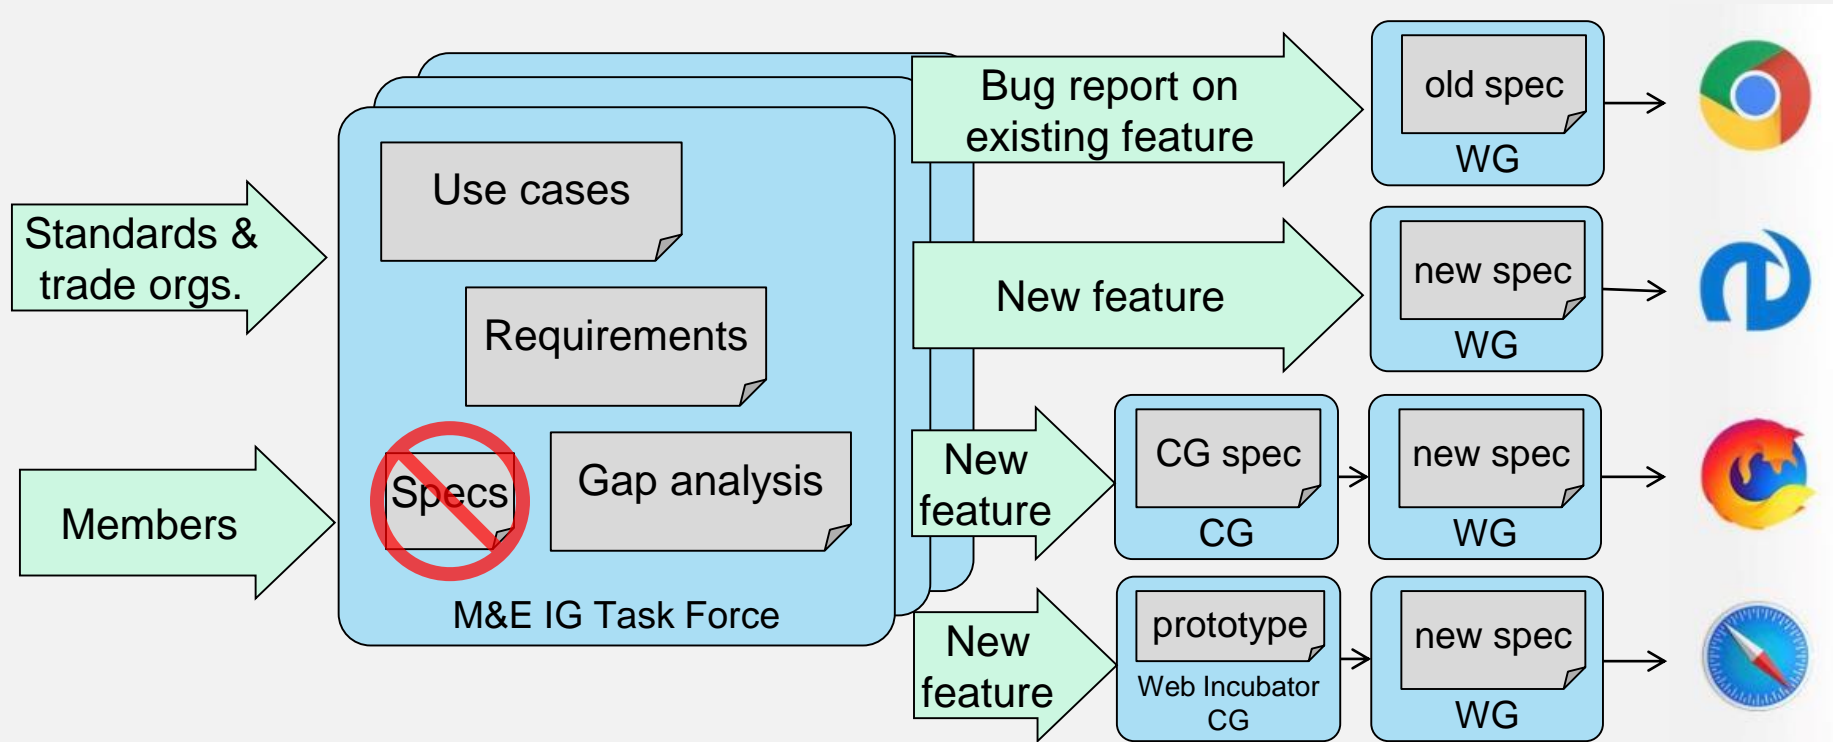 Standards &
trade orgs.
Members
Use cases
Requirements
Specs
Gap analysis
M&E IG Task Force
Bug report on
existing feature
old spec
WG
New feature
new spec
WG
New
feature
CG spec
CG
new spec
WG
New
feature
prototype
Web Incubator
CG
new spec
WG